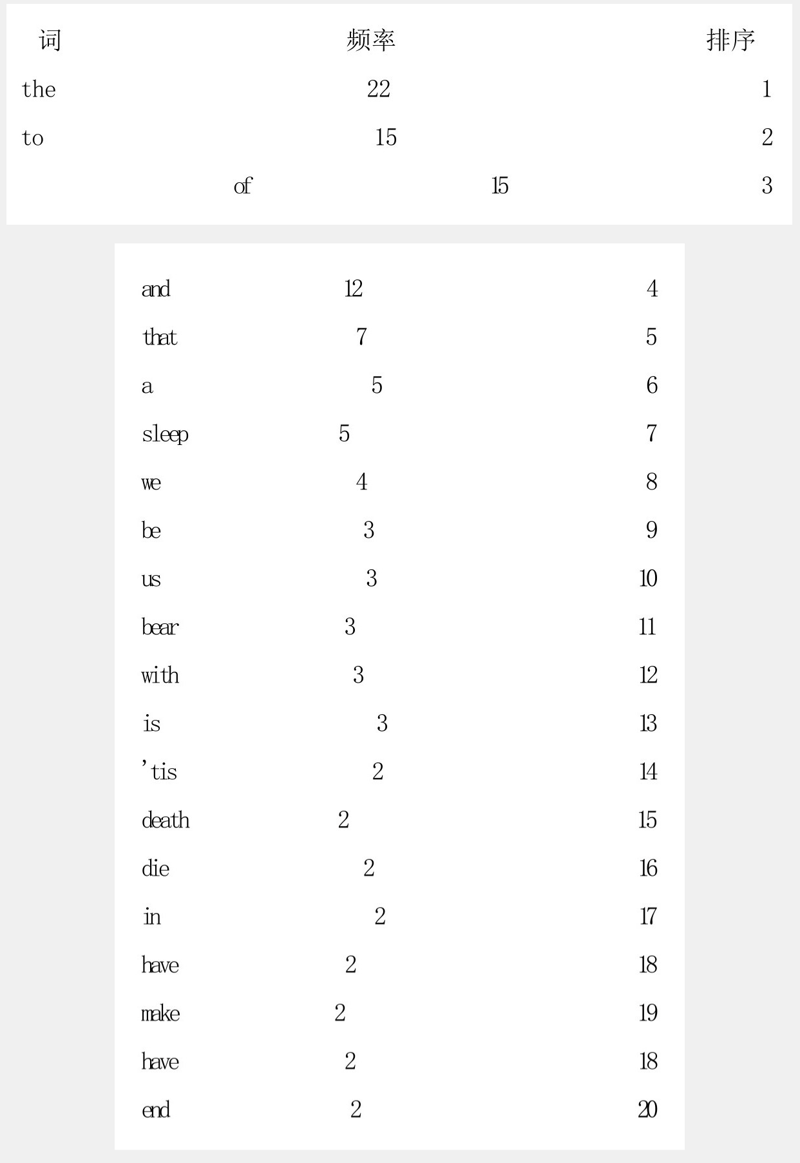 词 频率 排序
the 22 1
to 15 2
of 15 3
and 12 4
that 7 5
a 5 6
sleep 5 7
we 4 8
be 3 9
us 3 10
bear 3 11
with 3 12
is 3 13
'tis 2 14
death 2 15
die 2 16
in 2 17
have 2 18
make 2 19
have 2 18
end 2 20